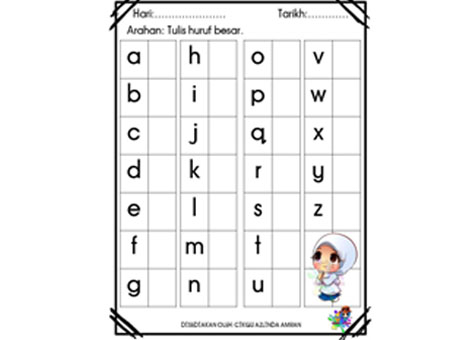 Hari:.................... Tarikh:............
Arahan: Tulis huruf besar.
a h o v
b i p w
c j q x
d k r y
e l s z
f m t
g n u
DISEDIAKAN OLEH: CIKGU AZLINDA AMRAN